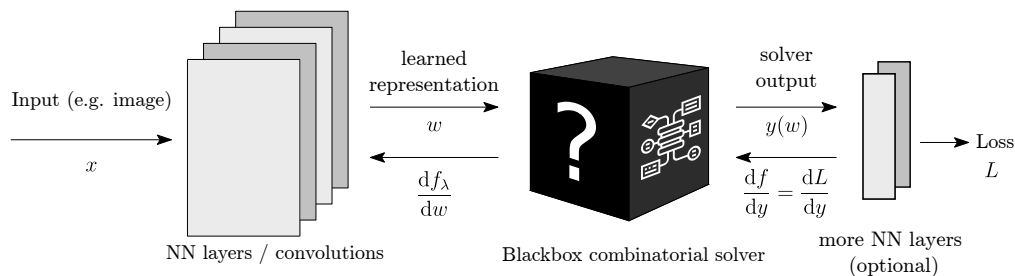 Input (e.g. image)
x
NN layers / convolutions
learned
representation
w
df_λ/dw
?
Blackbox combinatorial solver
solver
output
y(w)
df/dy = dL/dy
more NN layers
(optional)
Loss
L